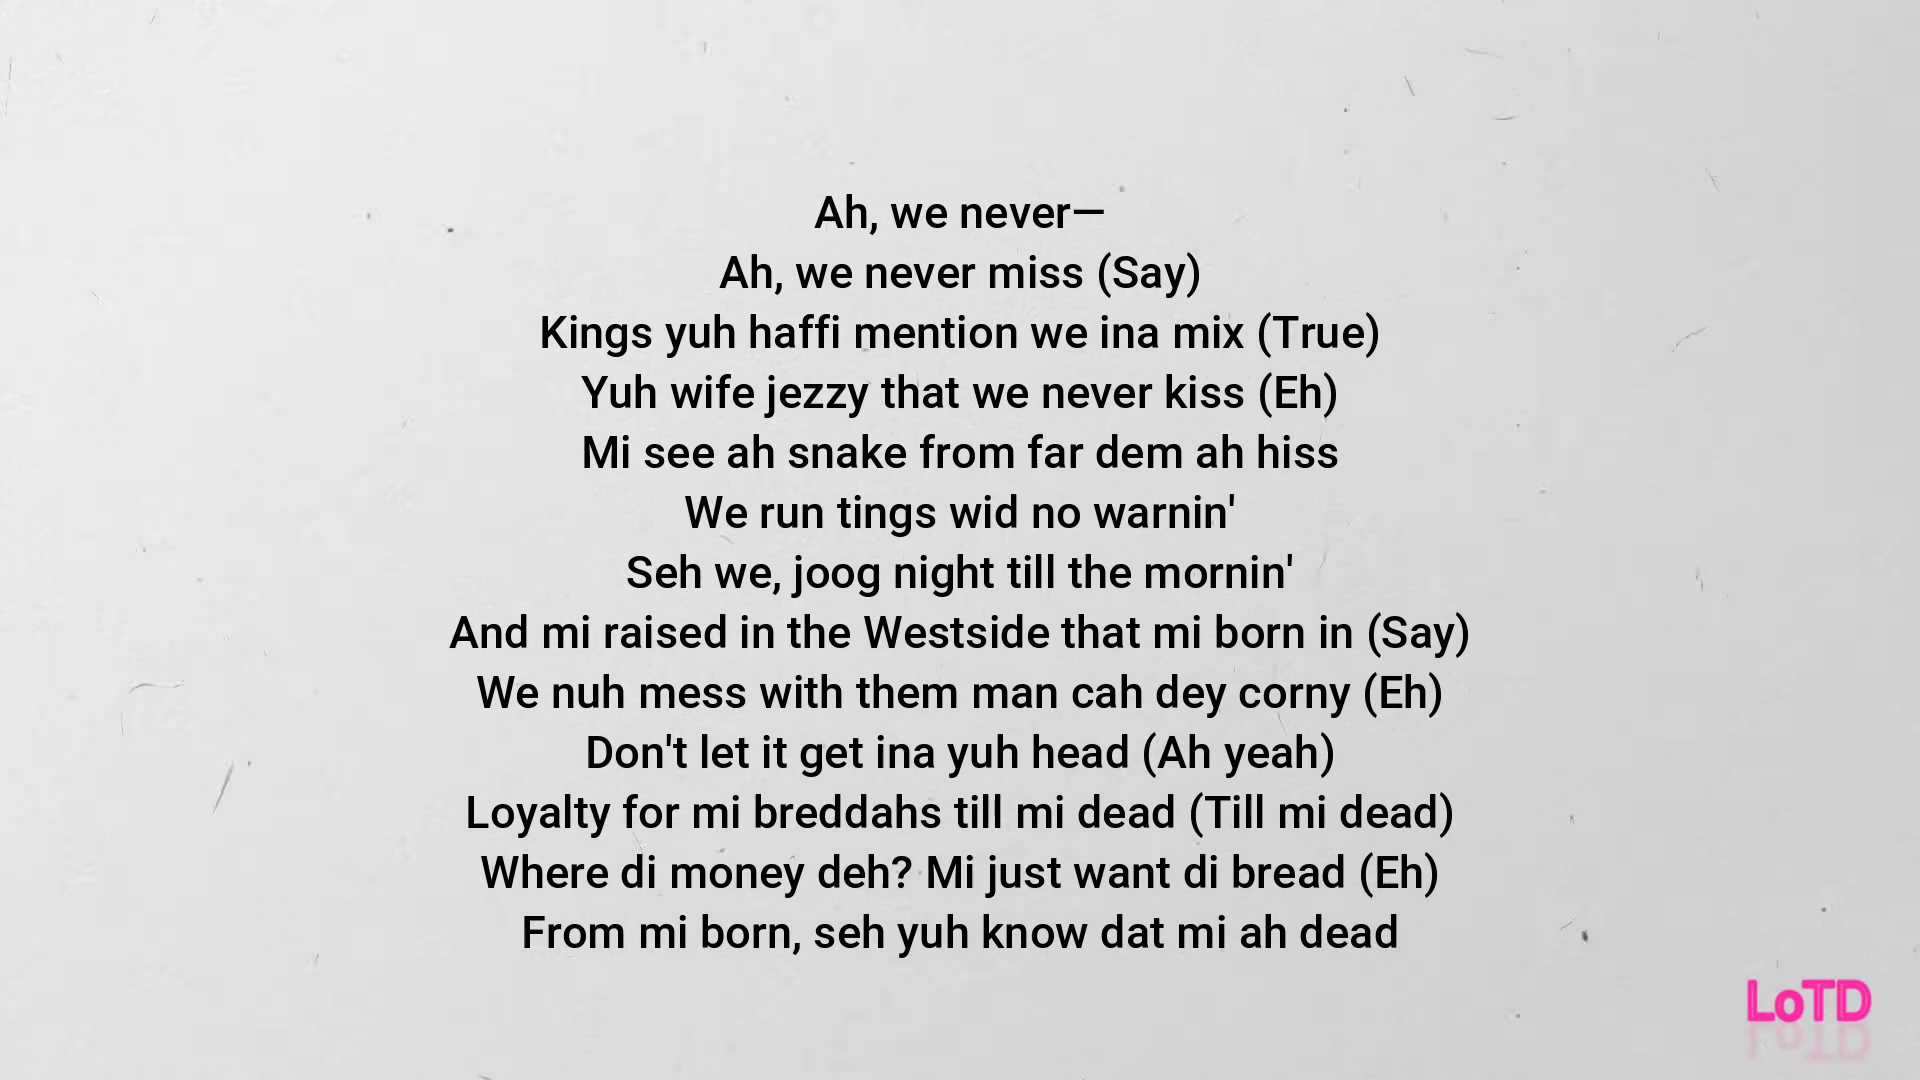 Ah, we never—
Ah, we never miss (Say)
Kings yuh haffi mention we ina mix (True)
Yuh wife jezzy that we never kiss (Eh)
Mi see ah snake from far dem ah hiss
We run tings wid no warnin'
Seh we, joog night till the mornin'
And mi raised in the Westside that mi born in (Say)
We nuh mess with them man cah dey corny (Eh)
Don't let it get ina yuh head (Ah yeah)
Loyalty for mi breddahs till mi dead (Till mi dead)
Where di money deh? Mi just want di bread (Eh)
From mi born, seh yuh know dat mi ah dead
LoTD